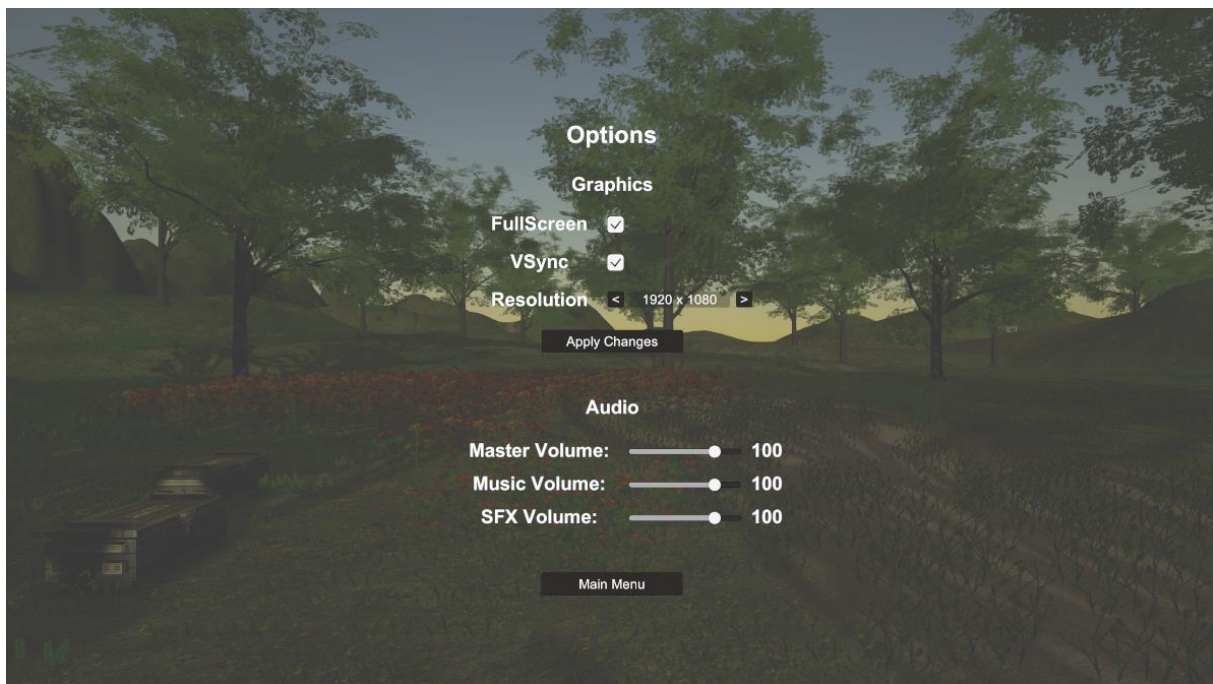 Options
Graphics
FullScreen
VSync
Resolution < 1920 x 1080 >
Apply Changes
Audio
Master Volume: 100
Music Volume: 100
SFX Volume: 100
Main Menu